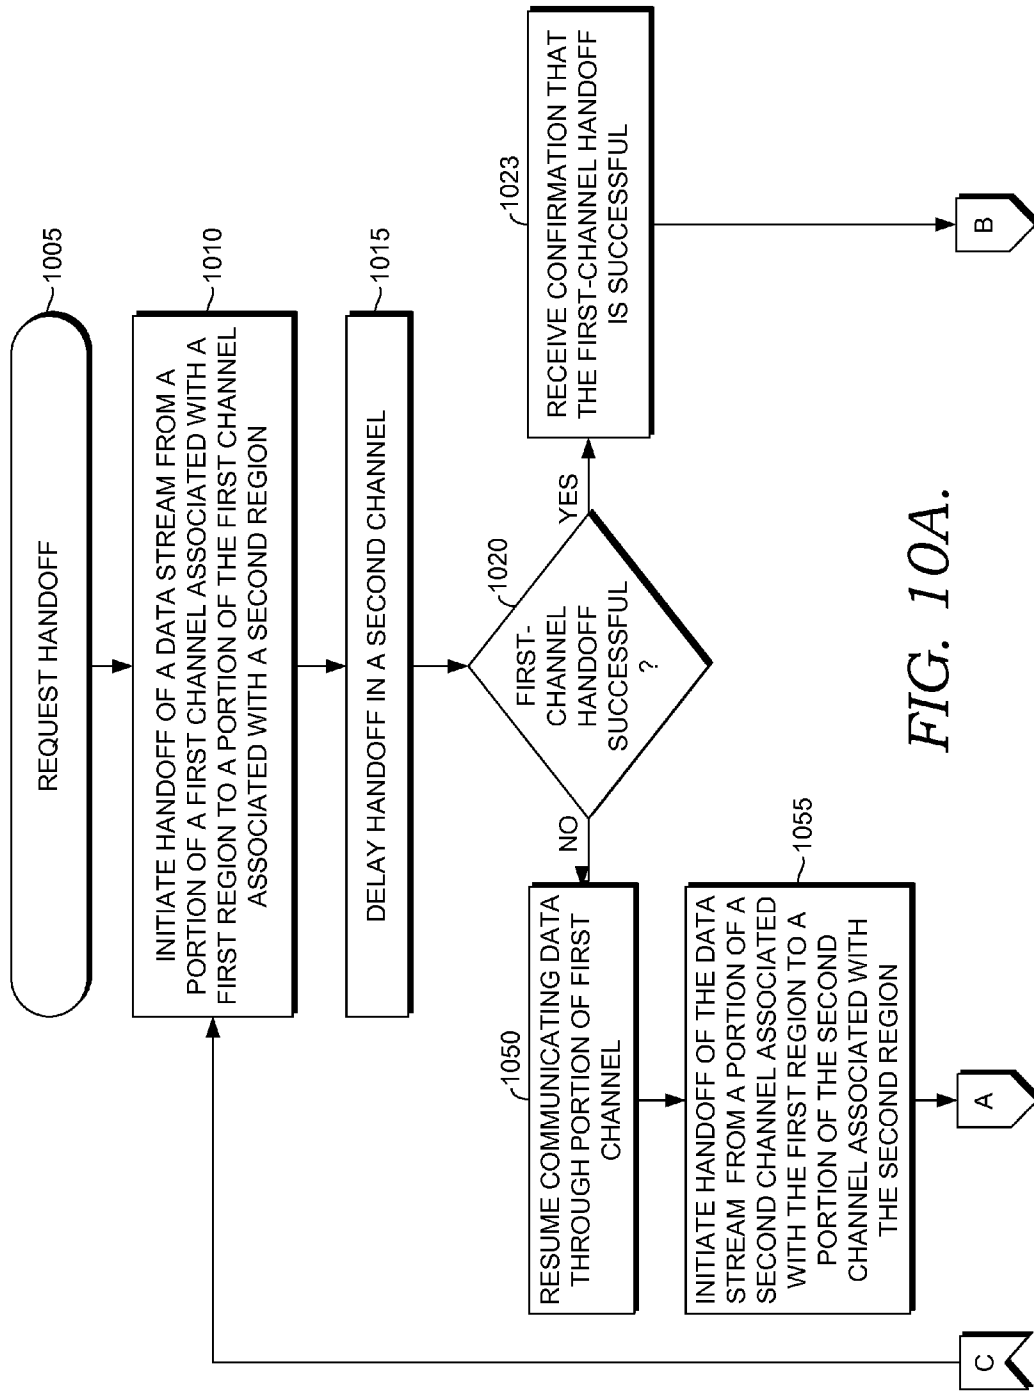 REQUEST HANDOFF
1005
INITIATE HANDOFF OF A DATA STREAM FROM A
PORTION OF A FIRST CHANNEL ASSOCIATED WITH A
FIRST REGION TO A PORTION OF THE FIRST CHANNEL
ASSOCIATED WITH A SECOND REGION
1010
DELAY HANDOFF IN A SECOND CHANNEL
1015
FIRST-
CHANNEL
HANDOFF
SUCCESSFUL
?
1020
YES
RECEIVE CONFIRMATION THAT
THE FIRST-CHANNEL HANDOFF
IS SUCCESSFUL
1023
B
NO
RESUME COMMUNICATING DATA
THROUGH PORTION OF FIRST
CHANNEL
1050
INITIATE HANDOFF OF THE DATA
STREAM FROM A PORTION OF A
SECOND CHANNEL ASSOCIATED
WITH THE FIRST REGION TO A
PORTION OF THE SECOND
CHANNEL ASSOCIATED WITH
THE SECOND REGION
1055
A
C
FIG. 10A.